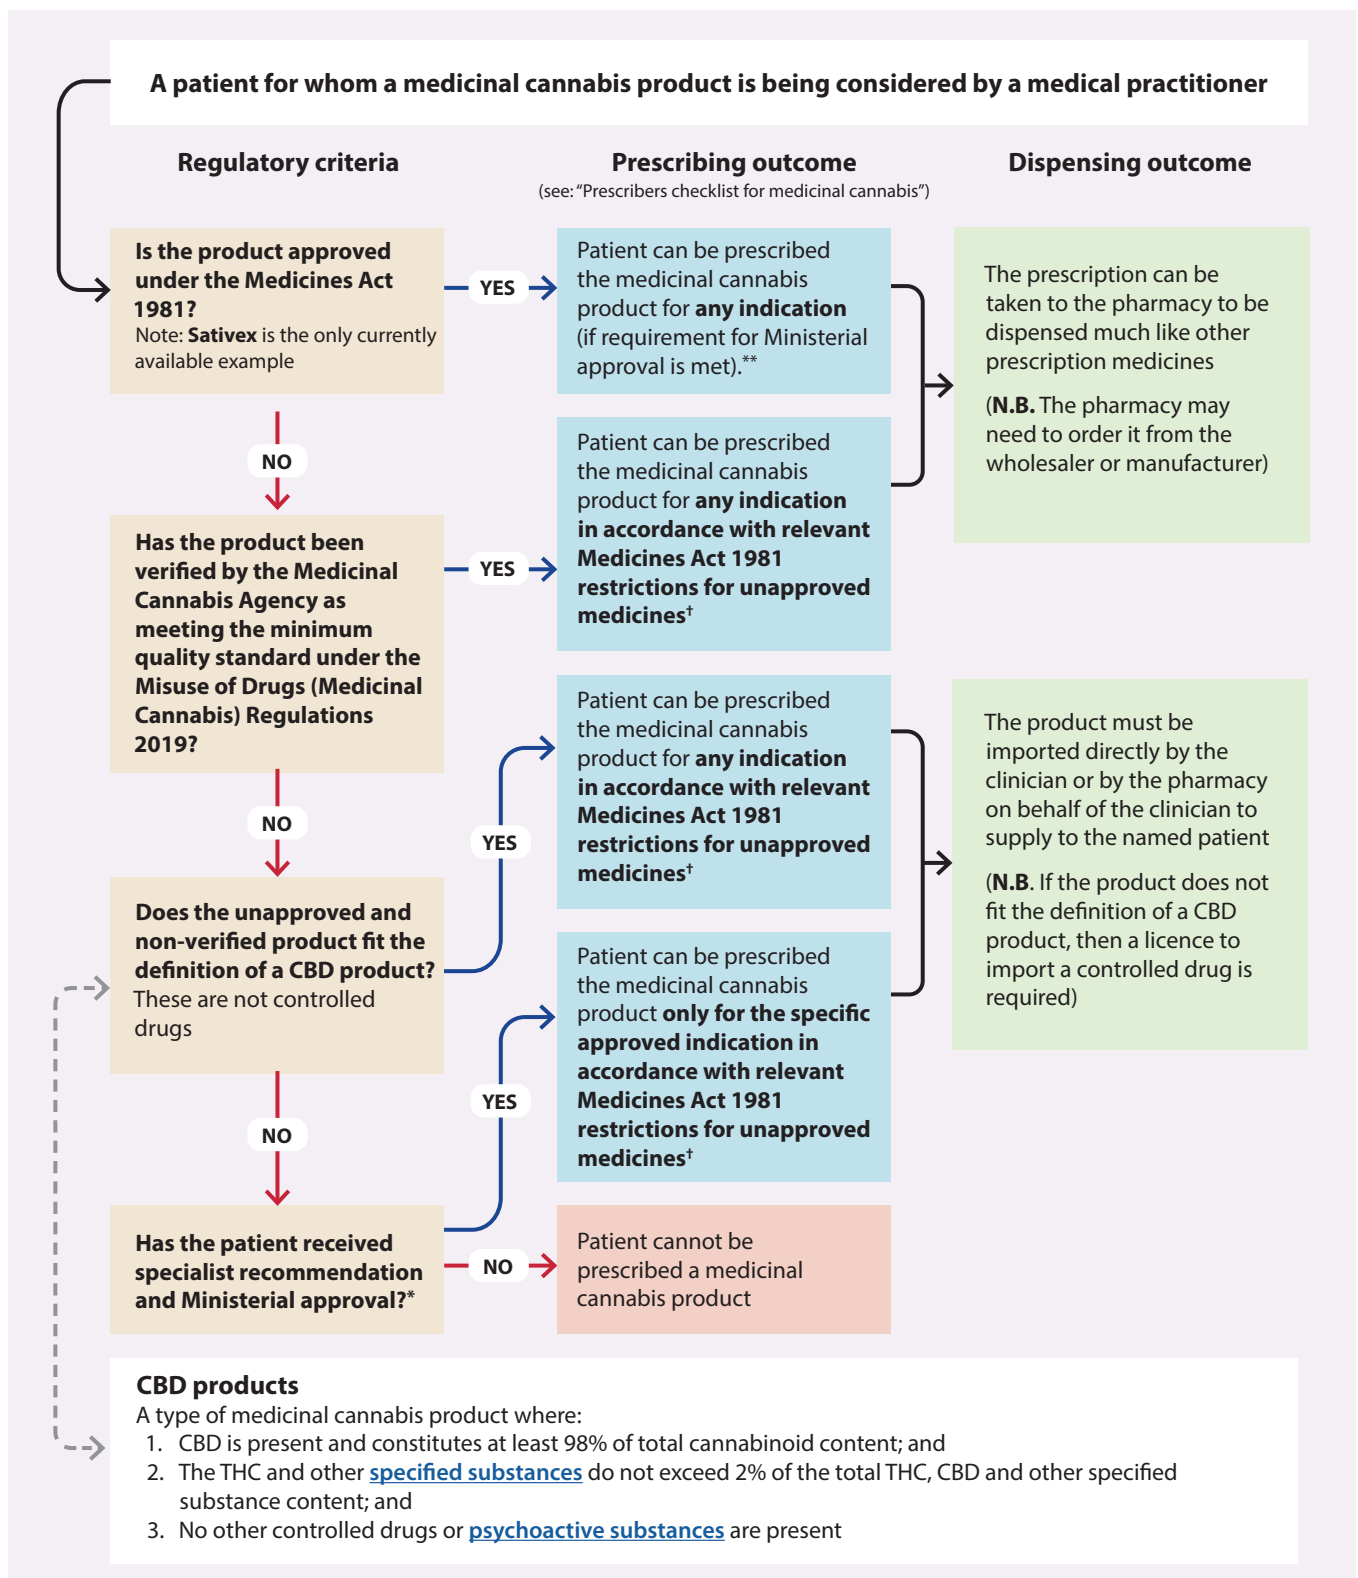 A patient for whom a medicinal cannabis product is being considered by a medical practitioner
Regulatory criteria
Prescribing outcome
(see: “Prescribers checklist for medicinal cannabis”)
Dispensing outcome
Is the product approved
under the Medicines Act
1981?
Note: Sativex is the only currently
available example
YES
Patient can be prescribed
the medicinal cannabis
product for any indication
(if requirement for Ministerial
approval is met).**
The prescription can be
taken to the pharmacy to be
dispensed much like other
prescription medicines
(N.B. The pharmacy may
need to order it from the
wholesaler or manufacturer)
NO
Has the product been
verified by the Medicinal
Cannabis Agency as
meeting the minimum
quality standard under the
Misuse of Drugs (Medicinal
Cannabis) Regulations
2019?
YES
Patient can be prescribed
the medicinal cannabis
product for any indication
in accordance with relevant
Medicines Act 1981
restrictions for unapproved
medicines†
NO
Does the unapproved and
non-verified product fit the
definition of a CBD product?
These are not controlled
drugs
YES
Patient can be prescribed
the medicinal cannabis
product for any indication
in accordance with relevant
Medicines Act 1981
restrictions for unapproved
medicines†
The product must be
imported directly by the
clinician or by the pharmacy
on behalf of the clinician to
supply to the named patient
(N.B. If the product does not
fit the definition of a CBD
product, then a licence to
import a controlled drug is
required)
NO
Has the patient received
specialist recommendation
and Ministerial approval?*
YES
Patient can be prescribed
the medicinal cannabis
product only for the specific
approved indication in
accordance with relevant
Medicines Act 1981
restrictions for unapproved
medicines†
NO
Patient cannot be
prescribed a medicinal
cannabis product
CBD products
A type of medicinal cannabis product where:
1. CBD is present and constitutes at least 98% of total cannabinoid content; and
2. The THC and other specified substances do not exceed 2% of the total THC, CBD and other specified
substance content; and
3. No other controlled drugs or psychoactive substances are present